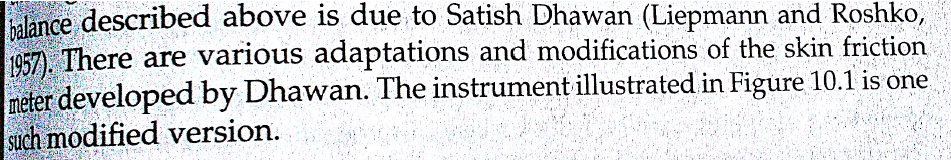 balance described above is due to Satish Dhawan (Liepmann and Roshko,
1957). There are various adaptations and modifications of the skin friction
meter developed by Dhawan. The instrument illustrated in Figure 10.1 is one
such modified version.